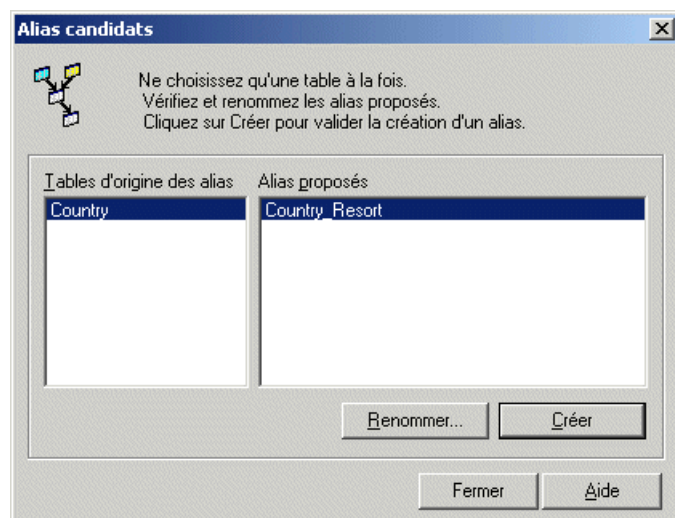 Alias candidats
Ne choisissez qu'une table à la fois.
Vérifiez et renommez les alias proposés.
Cliquez sur Créer pour valider la création d'un alias.
Tables d'origine des alias
Alias proposés
Country
Country_Resort
Renommer...
Créer
Fermer
Aide